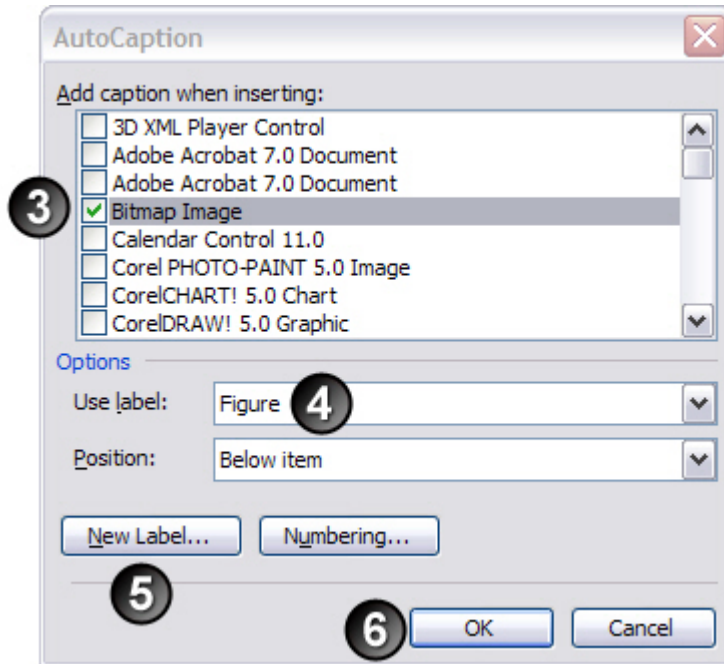 AutoCaption
Add caption when inserting:
3D XML Player Control
Adobe Acrobat 7.0 Document
Adobe Acrobat 7.0 Document
3 Bitmap Image
Calendar Control 11.0
Corel PHOTO-PAINT 5.0 Image
CorelCHART! 5.0 Chart
CorelDRAW! 5.0 Graphic
Options
Use label: Figure 4
Position: Below item
New Label... Numbering...
5
6 OK Cancel